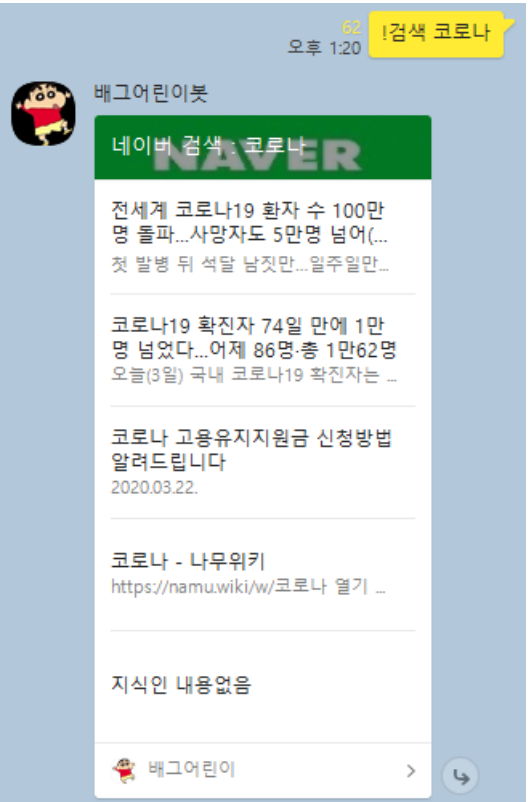 62
오후 1:20
!검색 코로나
배그어린이봇
네이버 검색 : 코로나
NAVER
전세계 코로나19 환자 수 100만
명 돌파...사망자도 5만명 넘어(...
첫 발병 뒤 석달 남짓만...일주일만...
코로나19 확진자 74일 만에 1만
명 넘었다...어제 86명·총 1만62명
오늘(3일) 국내 코로나19 확진자는 ...
코로나 고용유지지원금 신청방법
알려드립니다
2020.03.22.
코로나 - 나무위키
https://namu.wiki/w/코로나 열기 ...
지식인 내용없음
배그어린이